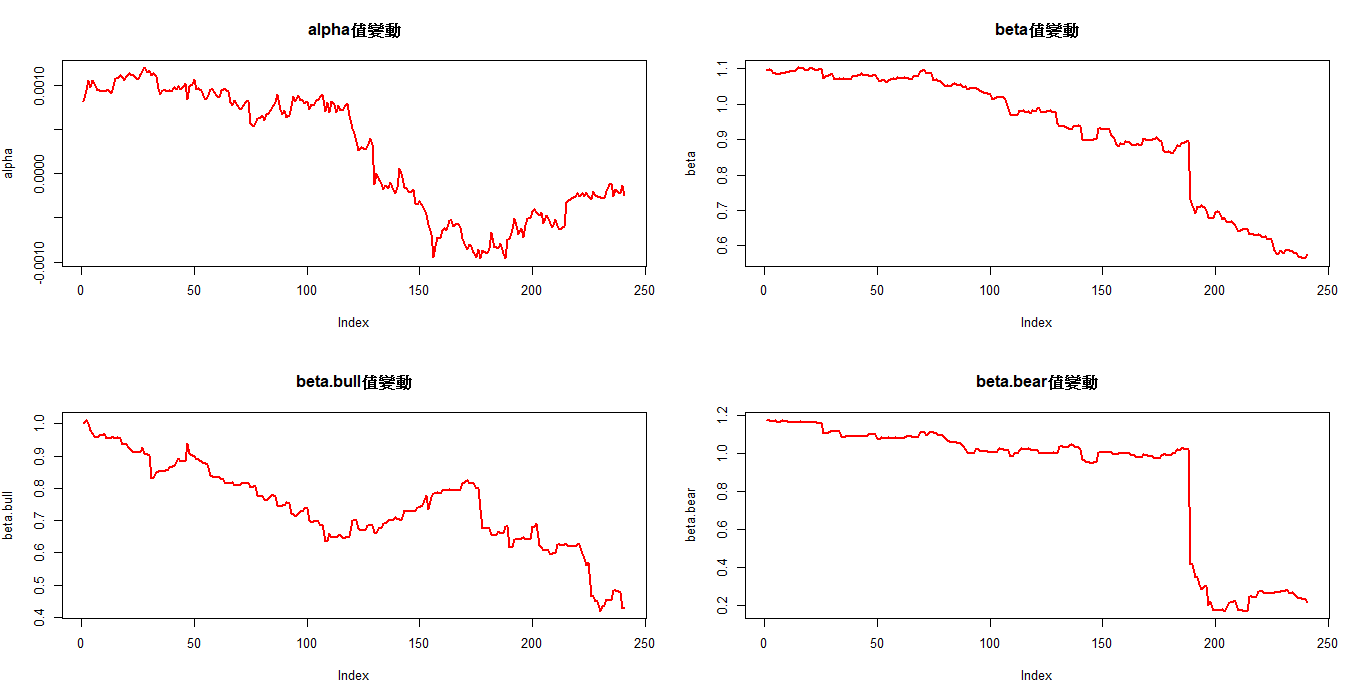 alpha值變動
alpha
0.0010
0.0000
-0.0010
0 50 100 150 200 250
Index
beta值變動
beta
1.1
1.0
0.9
0.8
0.7
0.6
0 50 100 150 200 250
Index
beta.bull值變動
beta.bull
1.0
0.9
0.8
0.7
0.6
0.5
0.4
0 50 100 150 200 250
Index
beta.bear值變動
beta.bear
1.2
1.0
0.8
0.6
0.4
0.2
0 50 100 150 200 250
Index